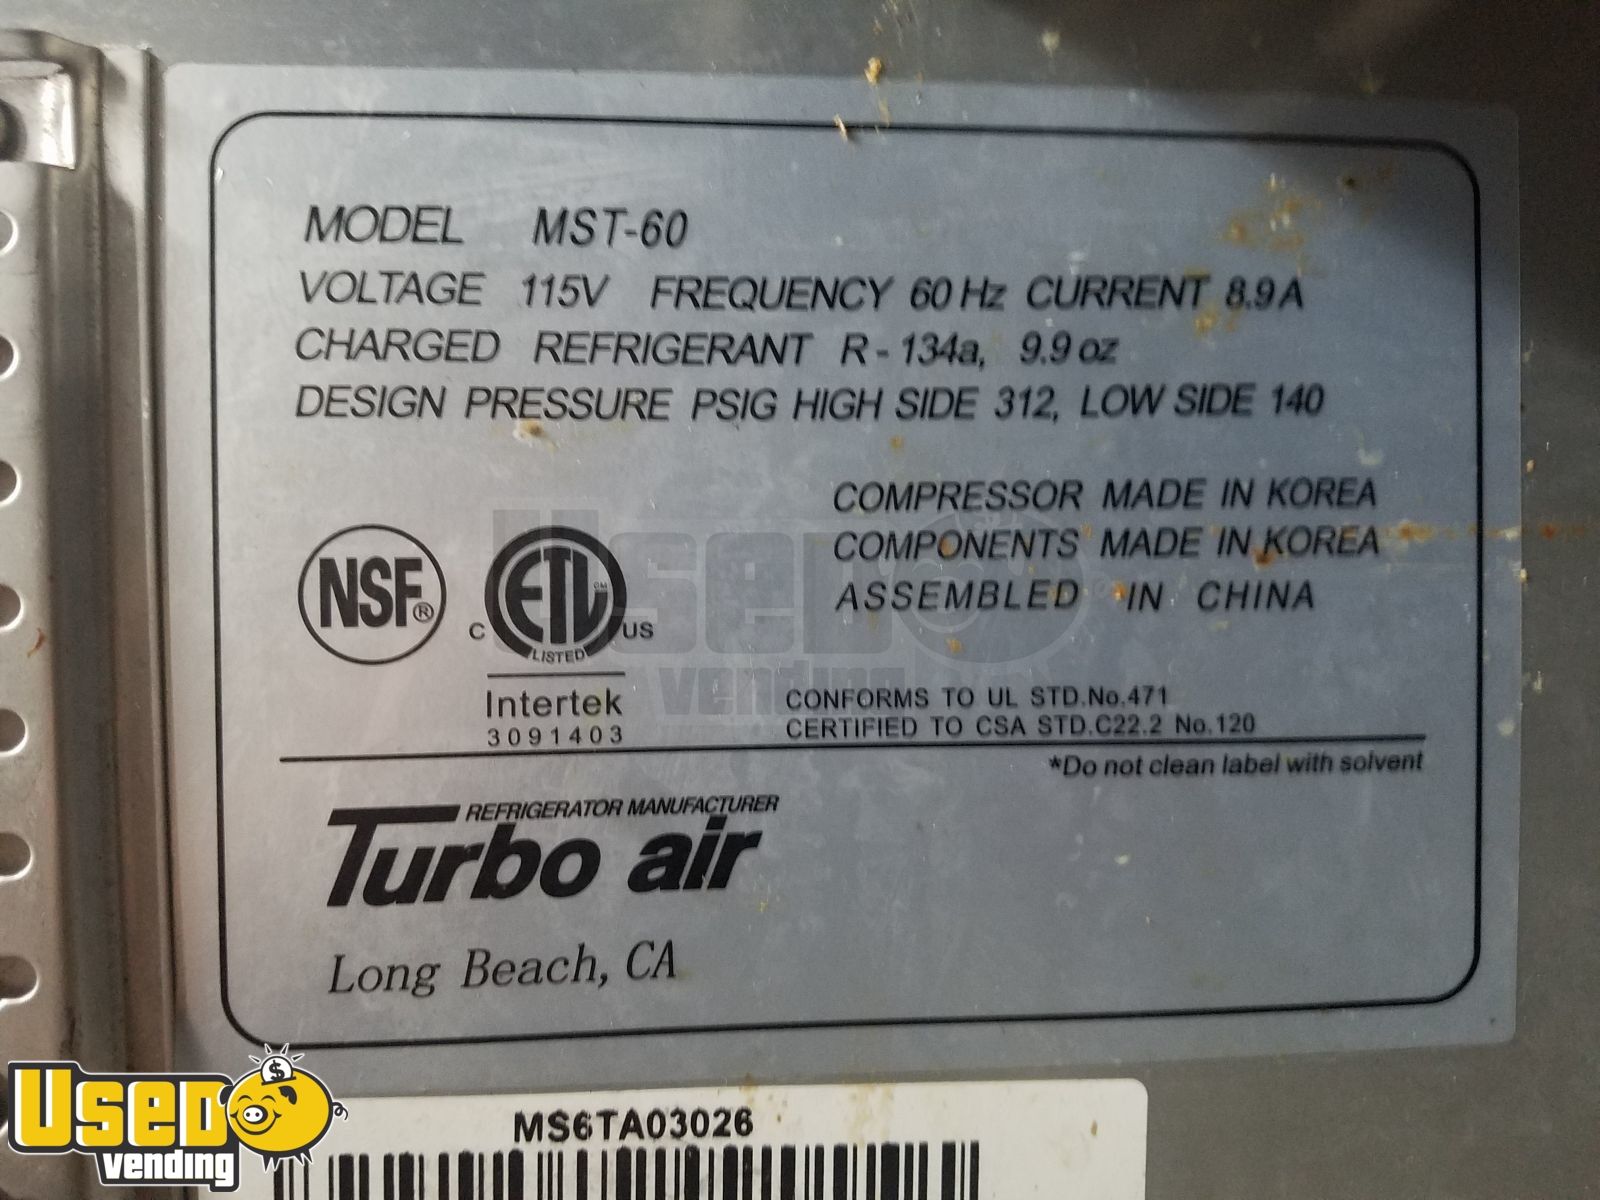 MODEL MST-60
VOLTAGE 115V FREQUENCY 60 Hz CURRENT 8.9 A
CHARGED REFRIGERANT R - 134a, 9.9 oz
DESIGN PRESSURE PSIG HIGH SIDE 312, LOW SIDE 140
COMPRESSOR MADE IN KOREA
COMPONENTS MADE IN KOREA
ASSEMBLED IN CHINA
NSF®
C ETL CM US
LISTED
Intertek
3091403
CONFORMS TO UL STD.No.471
CERTIFIED TO CSA STD.C22.2 No.120
*Do not clean label with solvent
REFRIGERATOR MANUFACTURER
Turbo air
Long Beach, CA
MS6TA03026
Used vending
Used
vending